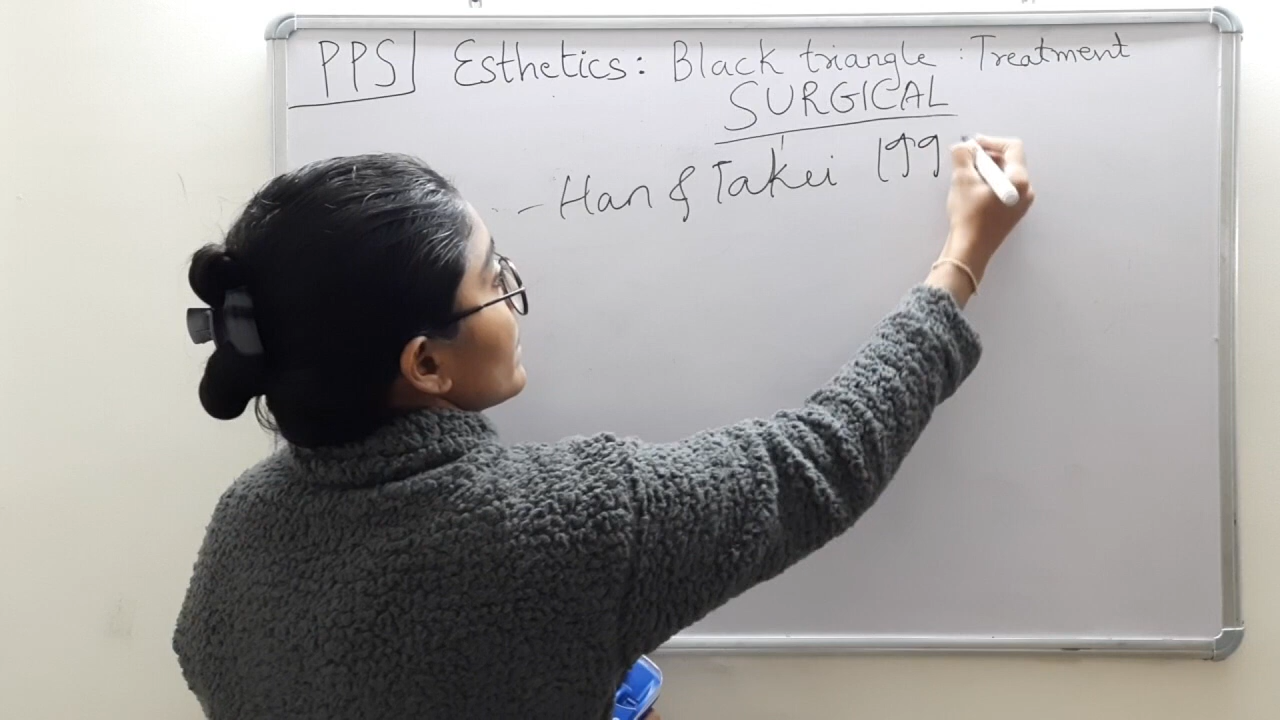 PPS Esthetics: Black triangle : Treatment
SURGICAL
- Han & Takei 199